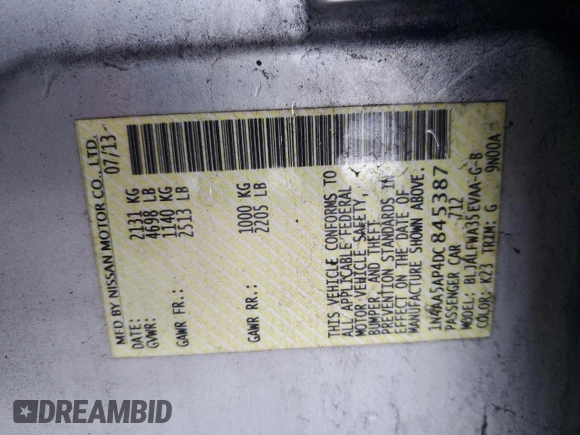 MFD BY NISSAN MOTOR CO., LTD.
DATE: 07/13
GVWR: 2131 KG
4698 LB
GAWR FR.: 1140 KG
2513 LB
GAWR RR.: 1000 KG
2205 LB
THIS VEHICLE CONFORMS TO
ALL APPLICABLE FEDERAL
MOTOR VEHICLE SAFETY,
BUMPER, AND THEFT
PREVENTION STANDARDS IN
EFFECT ON THE DATE OF
MANUFACTURE SHOWN ABOVE.
1N4AA5AP4DC845387
PASSENGER CAR 712
MODEL: BLJALFWA35EVAA-G-B
COLOR: K23 TRIM: G 9N00A
DREAMBID